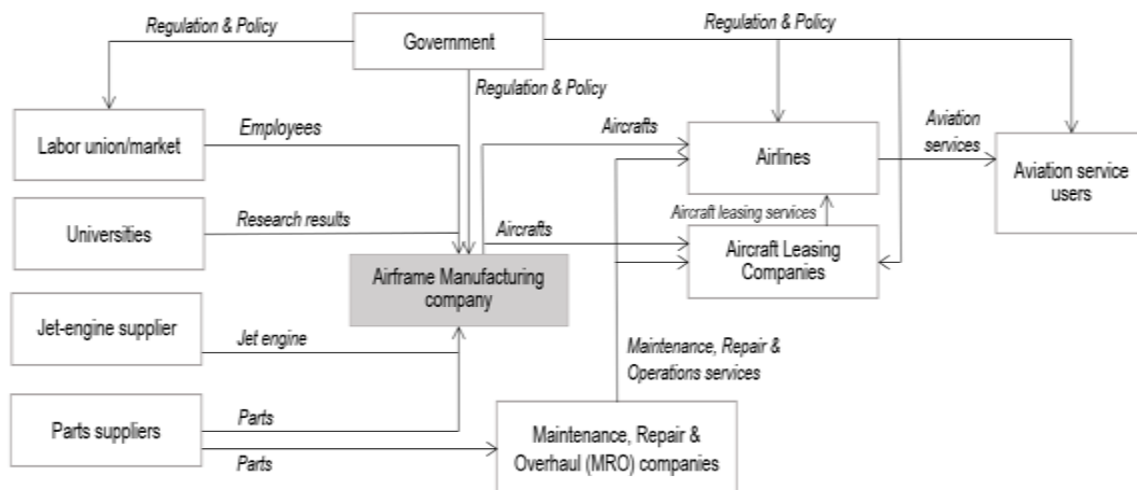 Regulation & Policy
Government
Regulation & Policy
Regulation & Policy
Labor union/market
Employees
Aircrafts
Airlines
Aviation
services
Aviation service
users
Universities
Research results
Aircrafts
Aircraft leasing services
Aircraft Leasing
Companies
Airframe Manufacturing
company
Jet-engine supplier
Jet engine
Maintenance, Repair &
Operations services
Parts suppliers
Parts
Parts
Maintenance, Repair &
Overhaul (MRO) companies